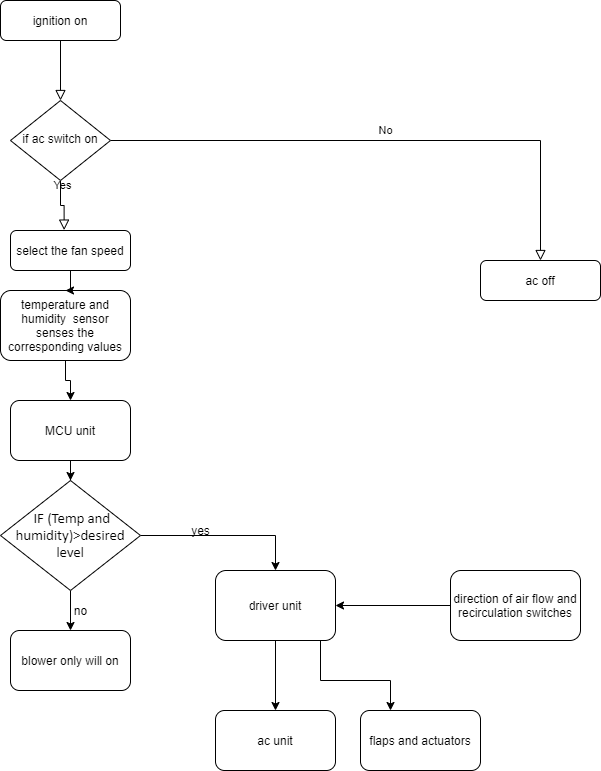 ignition on
if ac switch on
No
Yes
select the fan speed
ac off
temperature and
humidity sensor
senses the
corresponding values
MCU unit
IF (Temp and
humidity)>desired
level
yes
driver unit
direction of air flow and
recirculation switches
no
blower only will on
ac unit
flaps and actuators